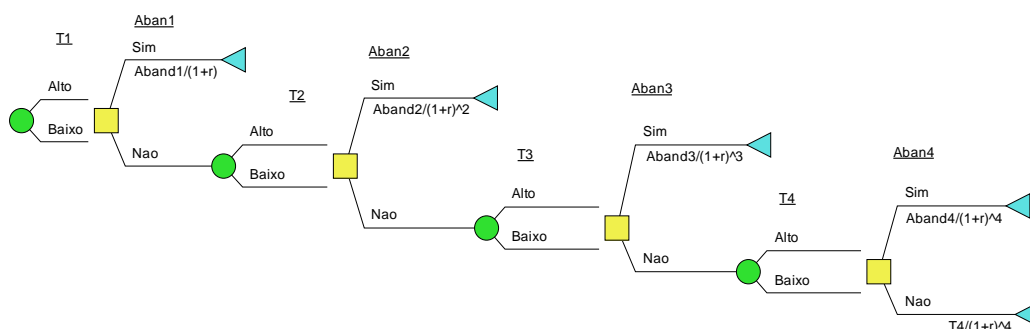 T1
Alto
Baixo
Aban1
Sim
Aband1/(1+r)
Nao
T2
Alto
Baixo
Aban2
Sim
Aband2/(1+r)^2
Nao
T3
Alto
Baixo
Aban3
Sim
Aband3/(1+r)^3
Nao
T4
Alto
Baixo
Aban4
Sim
Aband4/(1+r)^4
Nao
T4/(1+r)^4